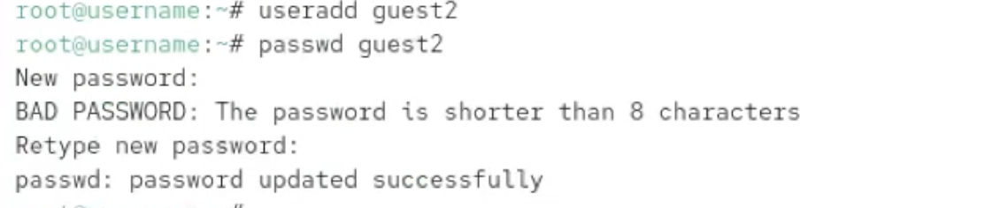 root@username:~# useradd guest2
root@username:~# passwd guest2
New password:
BAD PASSWORD: The password is shorter than 8 characters
Retype new password:
passwd: password updated successfully